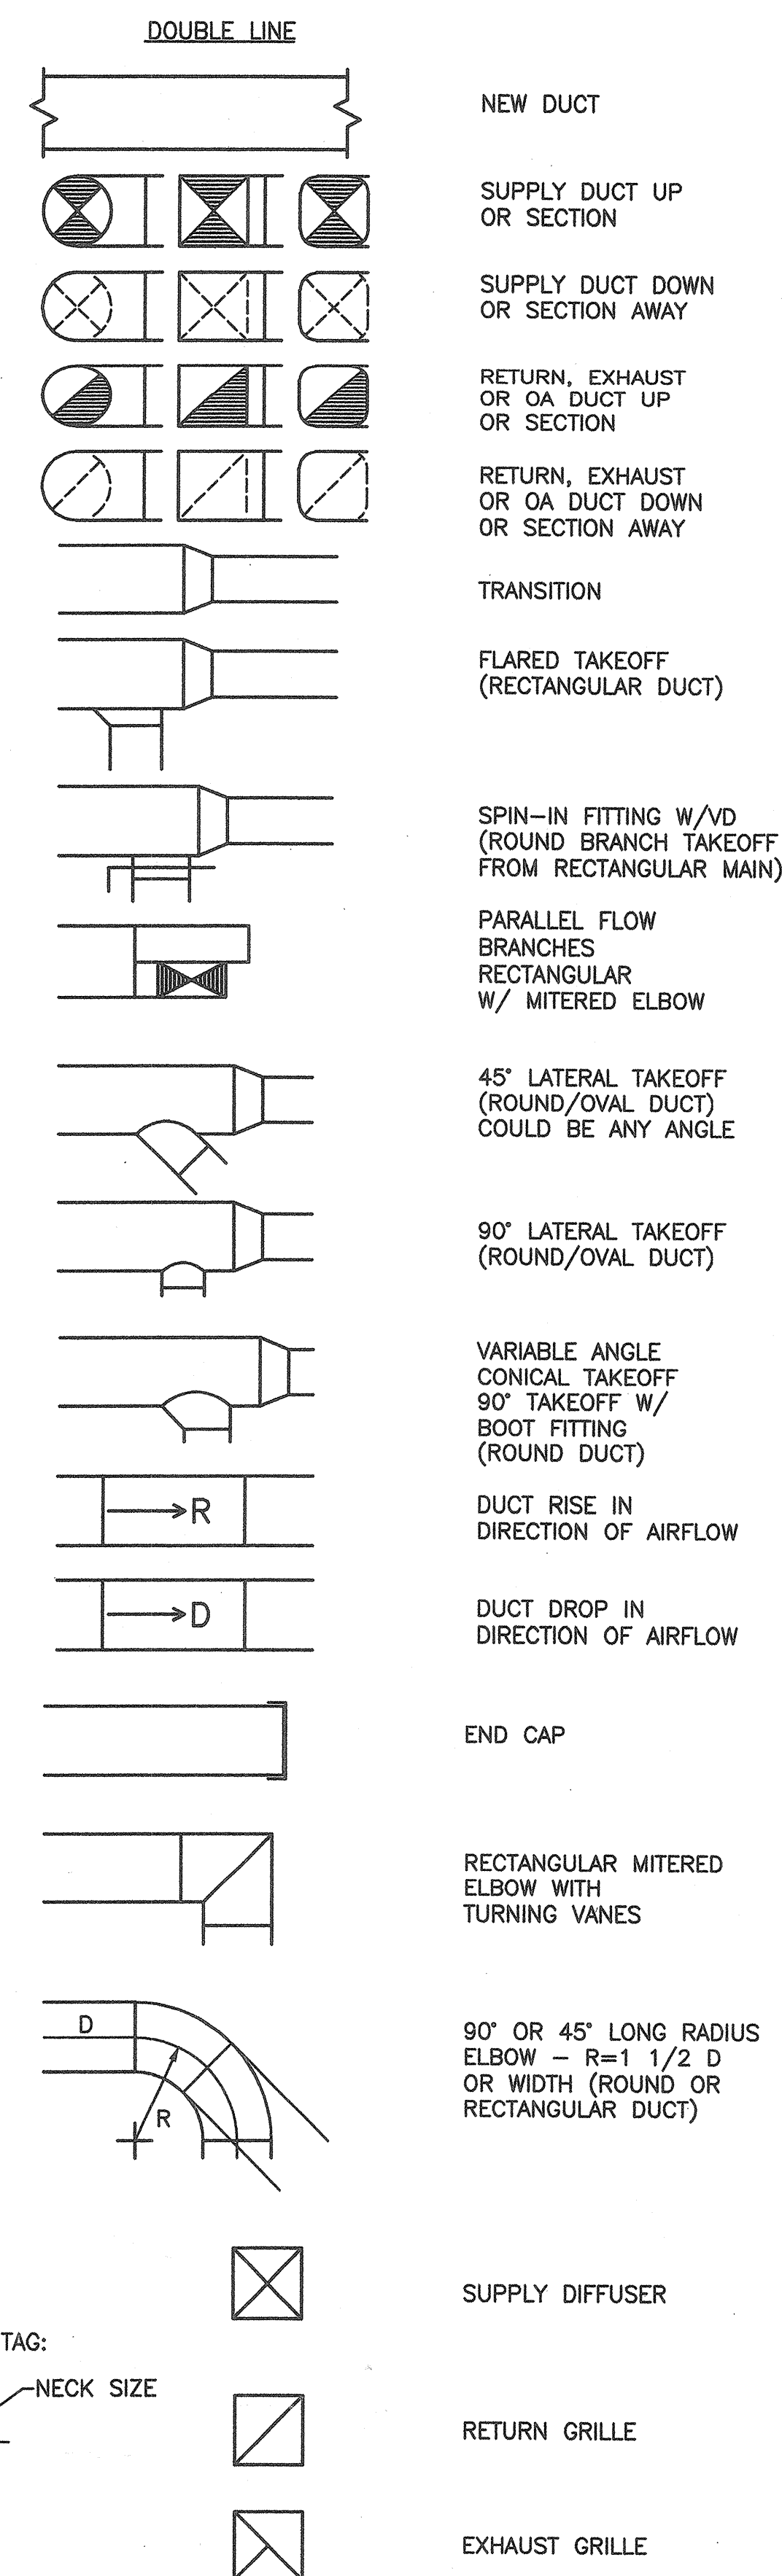 DOUBLE LINE
NEW DUCT
SUPPLY DUCT UP
OR SECTION
SUPPLY DUCT DOWN
OR SECTION AWAY
RETURN, EXHAUST
OR OA DUCT UP
OR SECTION
RETURN, EXHAUST
OR OA DUCT DOWN
OR SECTION AWAY
TRANSITION
FLARED TAKEOFF
(RECTANGULAR DUCT)
SPIN-IN FITTING W/VD
(ROUND BRANCH TAKEOFF
FROM RECTANGULAR MAIN)
PARALLEL FLOW
BRANCHES
RECTANGULAR
W/ MITERED ELBOW
45° LATERAL TAKEOFF
(ROUND/OVAL DUCT)
COULD BE ANY ANGLE
90° LATERAL TAKEOFF
(ROUND/OVAL DUCT)
VARIABLE ANGLE
CONICAL TAKEOFF
90° TAKEOFF W/
BOOT FITTING
(ROUND DUCT)
R
DUCT RISE IN
DIRECTION OF AIRFLOW
D
DUCT DROP IN
DIRECTION OF AIRFLOW
END CAP
RECTANGULAR MITERED
ELBOW WITH
TURNING VANES
D
R
90° OR 45° LONG RADIUS
ELBOW - R=1 1/2 D
OR WIDTH (ROUND OR
RECTANGULAR DUCT)
SUPPLY DIFFUSER
TAG:
NECK SIZE
RETURN GRILLE
EXHAUST GRILLE